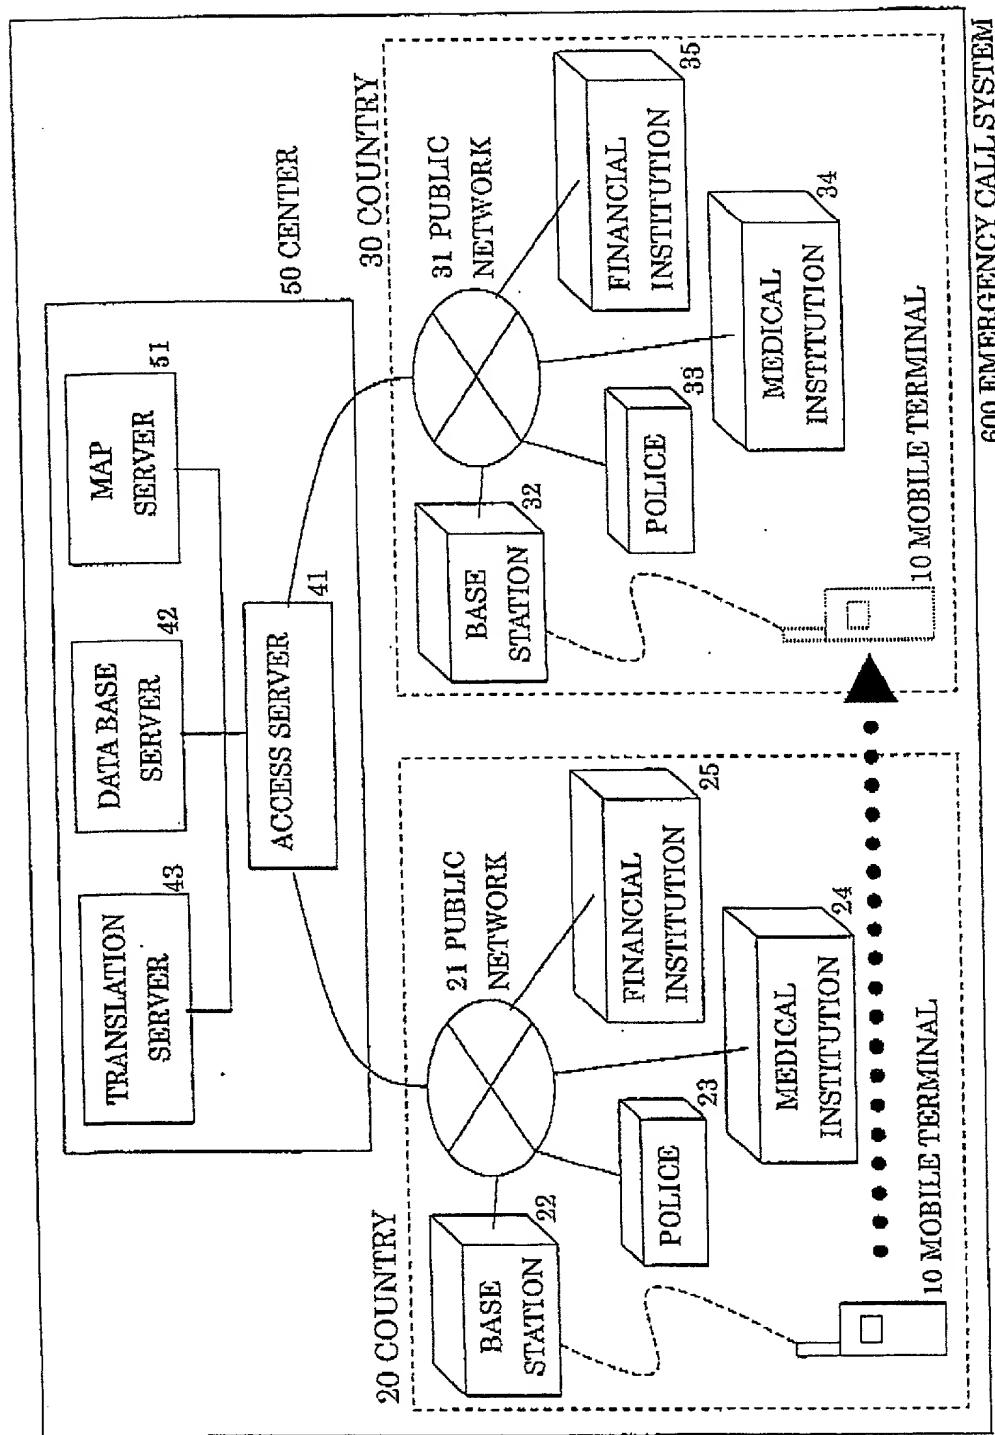 TRANSLATION
SERVER
43
DATA BASE
SERVER
42
MAP
SERVER
51
ACCESS SERVER
41
50 CENTER
20 COUNTRY
21 PUBLIC
NETWORK
BASE
STATION
22
POLICE
23
MEDICAL
INSTITUTION
24
FINANCIAL
INSTITUTION
25
10 MOBILE TERMINAL
30 COUNTRY
31 PUBLIC
NETWORK
BASE
STATION
32
POLICE
33
MEDICAL
INSTITUTION
34
FINANCIAL
INSTITUTION
35
10 MOBILE TERMINAL
600 EMERGENCY CALL SYSTEM